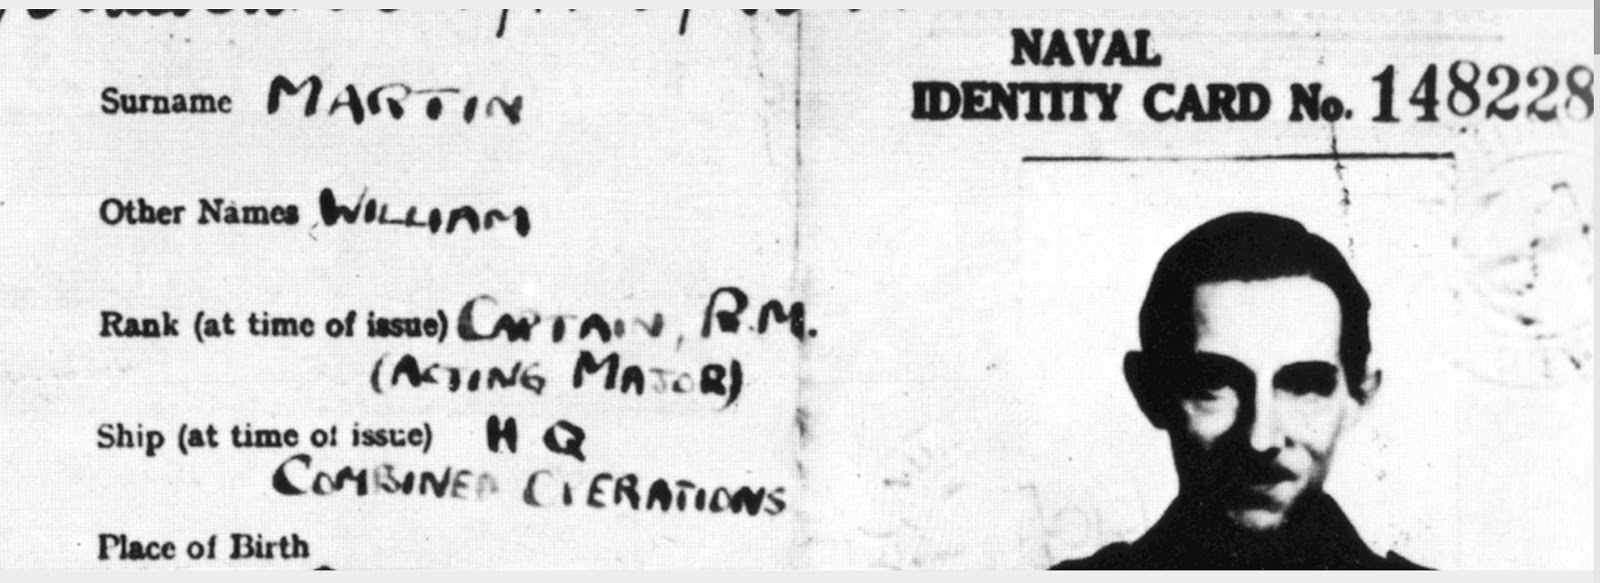 Surname MARTIN
Other Names WILLIAM
Rank (at time of issue) CAPTAIN, R.M.
(ACTING MAJOR)
Ship (at time of issue) H Q
COMBINED OPERATIONS
Place of Birth
NAVAL
IDENTITY CARD No. 148228